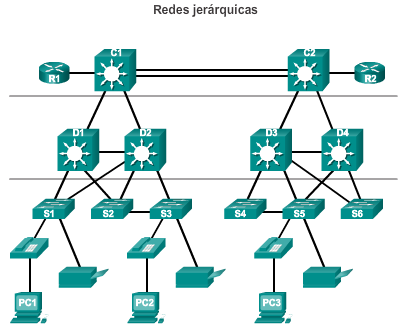 Redes jerárquicas
C1 C2
R1 R2
D1 D2 D3 D4
S1 S2 S3 S4 S5 S6
PC1 PC2 PC3